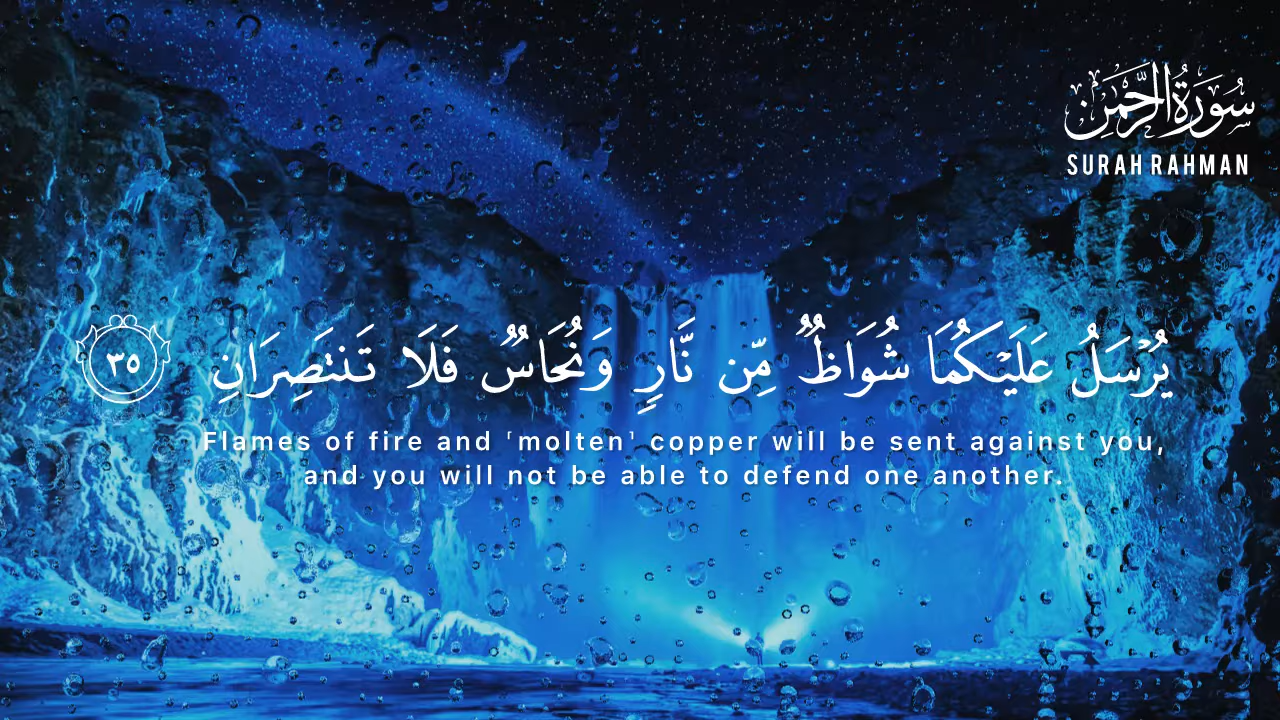 سُورَةُ الرَّحْمَٰن
SURAH RAHMAN
يُرْسَلُ عَلَيْكُمَا شُوَاظٌ مِّن نَّارٍ وَنُحَاسٌ فَلَا تَنتَصِرَانِ ٣٥
Flames of fire and ˹molten˺ copper will be sent against you,
and you will not be able to defend one another.